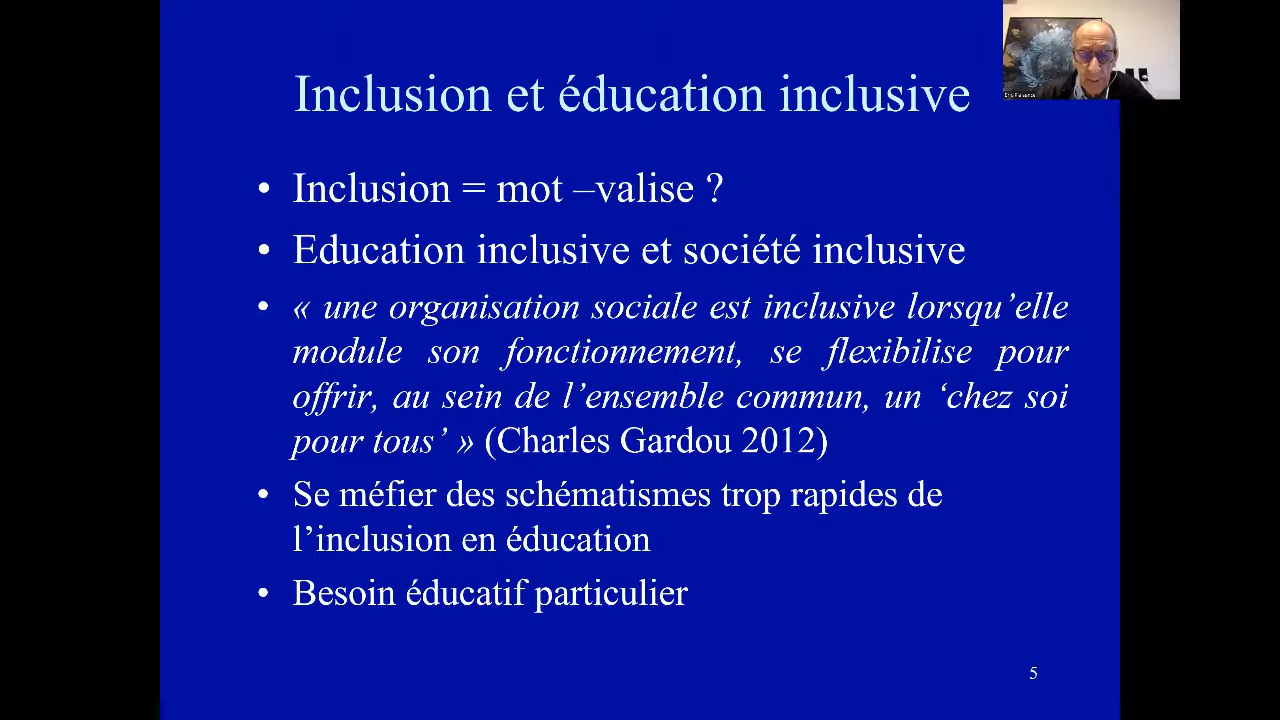 Inclusion et éducation inclusive
Eric Plaisance
• Inclusion = mot –valise ?
• Education inclusive et société inclusive
• « une organisation sociale est inclusive lorsqu’elle
module son fonctionnement, se flexibilise pour
offrir, au sein de l’ensemble commun, un ‘chez soi
pour tous’ » (Charles Gardou 2012)
• Se méfier des schématismes trop rapides de
l’inclusion en éducation
• Besoin éducatif particulier
5